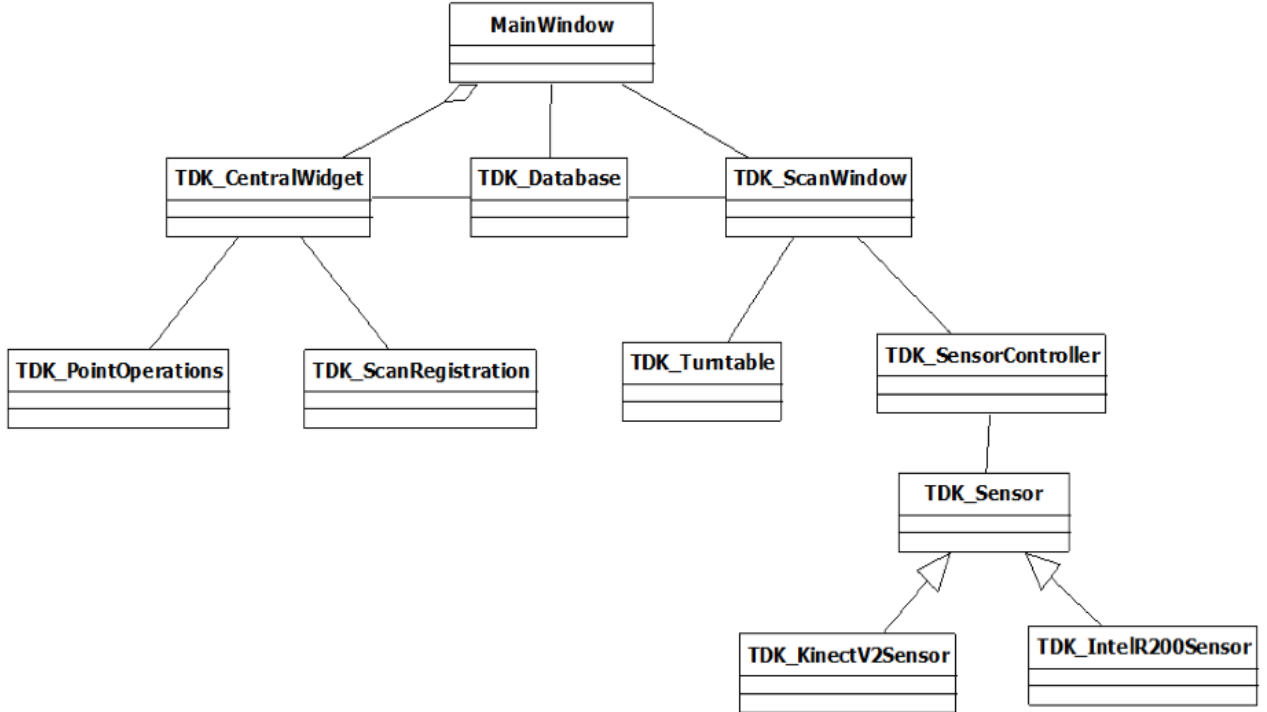 MainWindow
TDK_CentralWidget
TDK_Database
TDK_ScanWindow
TDK_PointOperations
TDK_ScanRegistration
TDK_Turntable
TDK_SensorController
TDK_Sensor
TDK_KinectV2Sensor
TDK_IntelR200Sensor